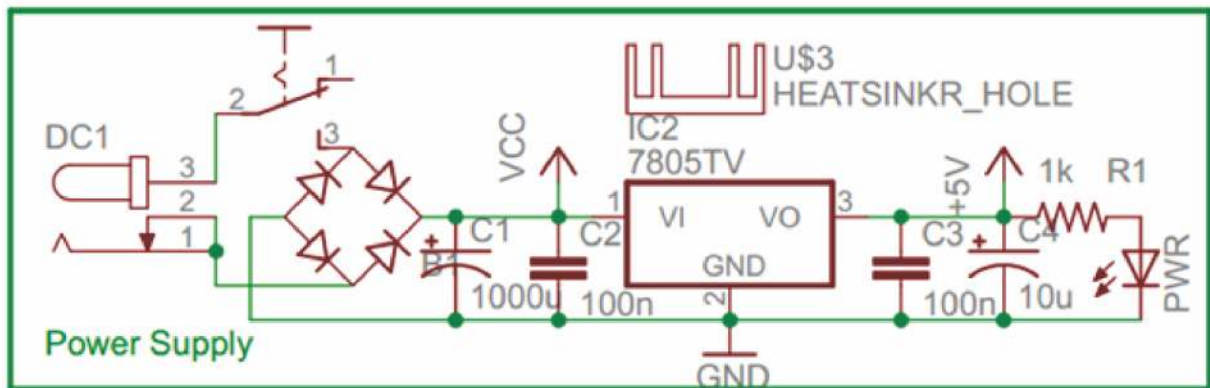 U$3
HEATSINKR_HOLE
1
2
DC1
3
IC2
7805TV
VCC
3
2
1
1
VI
VO
3
+5V
1k
R1
C1
C2
C3
C4
B1
GND
2
1000u
100n
100n
10u
PWR
Power Supply
GND